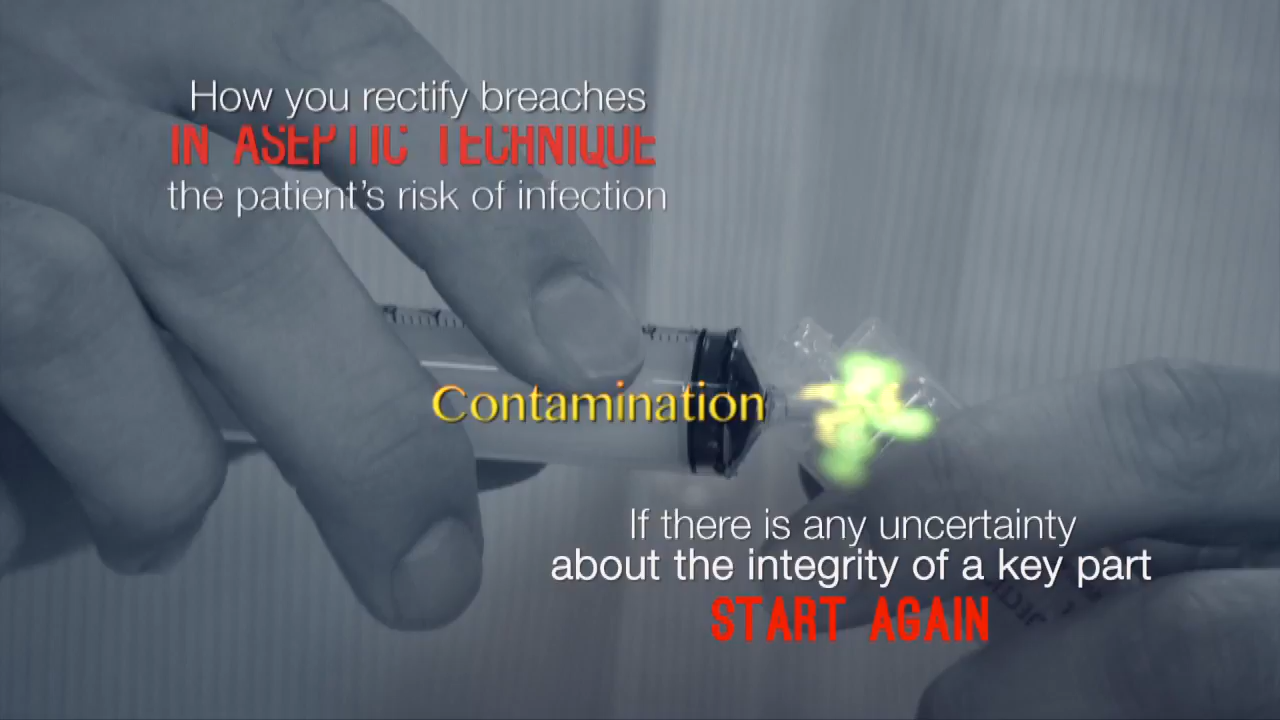 How you rectify breaches
IN ASEPTIC TECHNIQUE
the patient's risk of infection
Contamination
If there is any uncertainty
about the integrity of a key part
START AGAIN